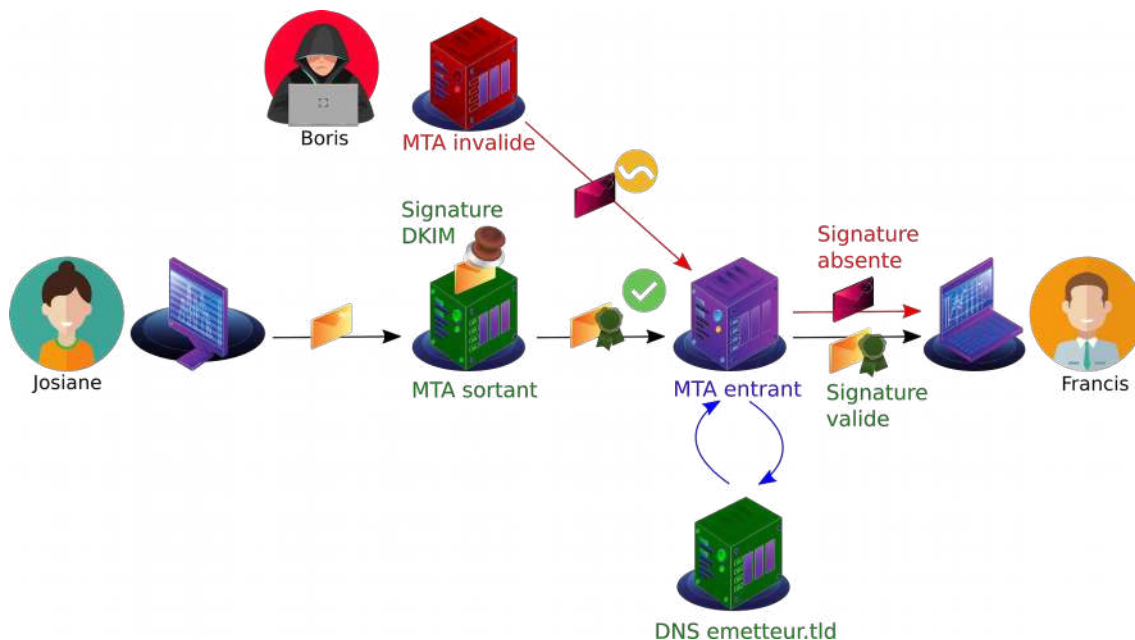 Boris
MTA invalide
Signature
DKIM
Signature
absente
Josiane
MTA sortant
MTA entrant
Signature
valide
Francis
DNS emetteur.tld